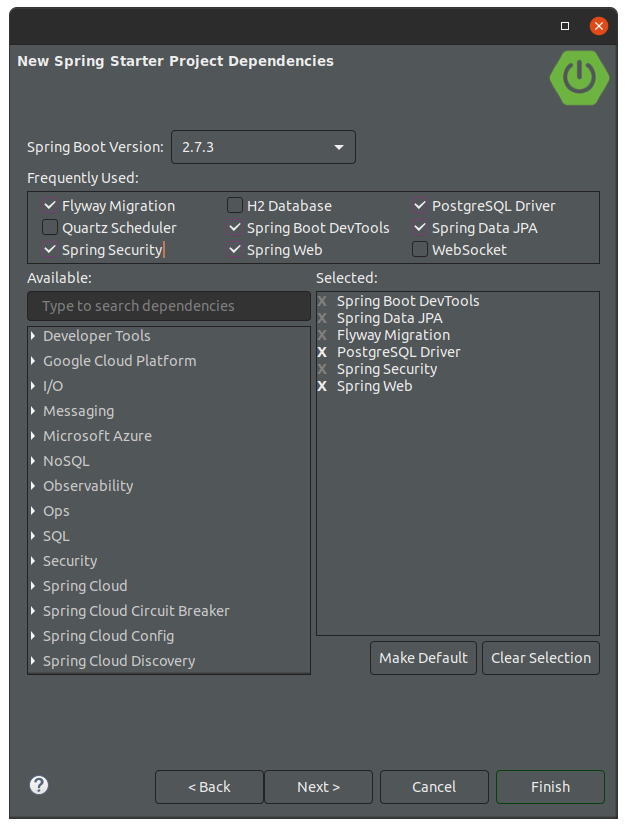 New Spring Starter Project Dependencies
Spring Boot Version: 2.7.3
Frequently Used:
Flyway Migration H2 Database PostgreSQL Driver
Quartz Scheduler Spring Boot DevTools Spring Data JPA
Spring Security Spring Web WebSocket
Available:
Type to search dependencies
Developer Tools
Google Cloud Platform
I/O
Messaging
Microsoft Azure
NoSQL
Observability
Ops
SQL
Security
Spring Cloud
Spring Cloud Circuit Breaker
Spring Cloud Config
Spring Cloud Discovery
Selected:
X Spring Boot DevTools
X Spring Data JPA
X Flyway Migration
X PostgreSQL Driver
X Spring Security
X Spring Web
Make Default Clear Selection
? < Back Next > Cancel Finish